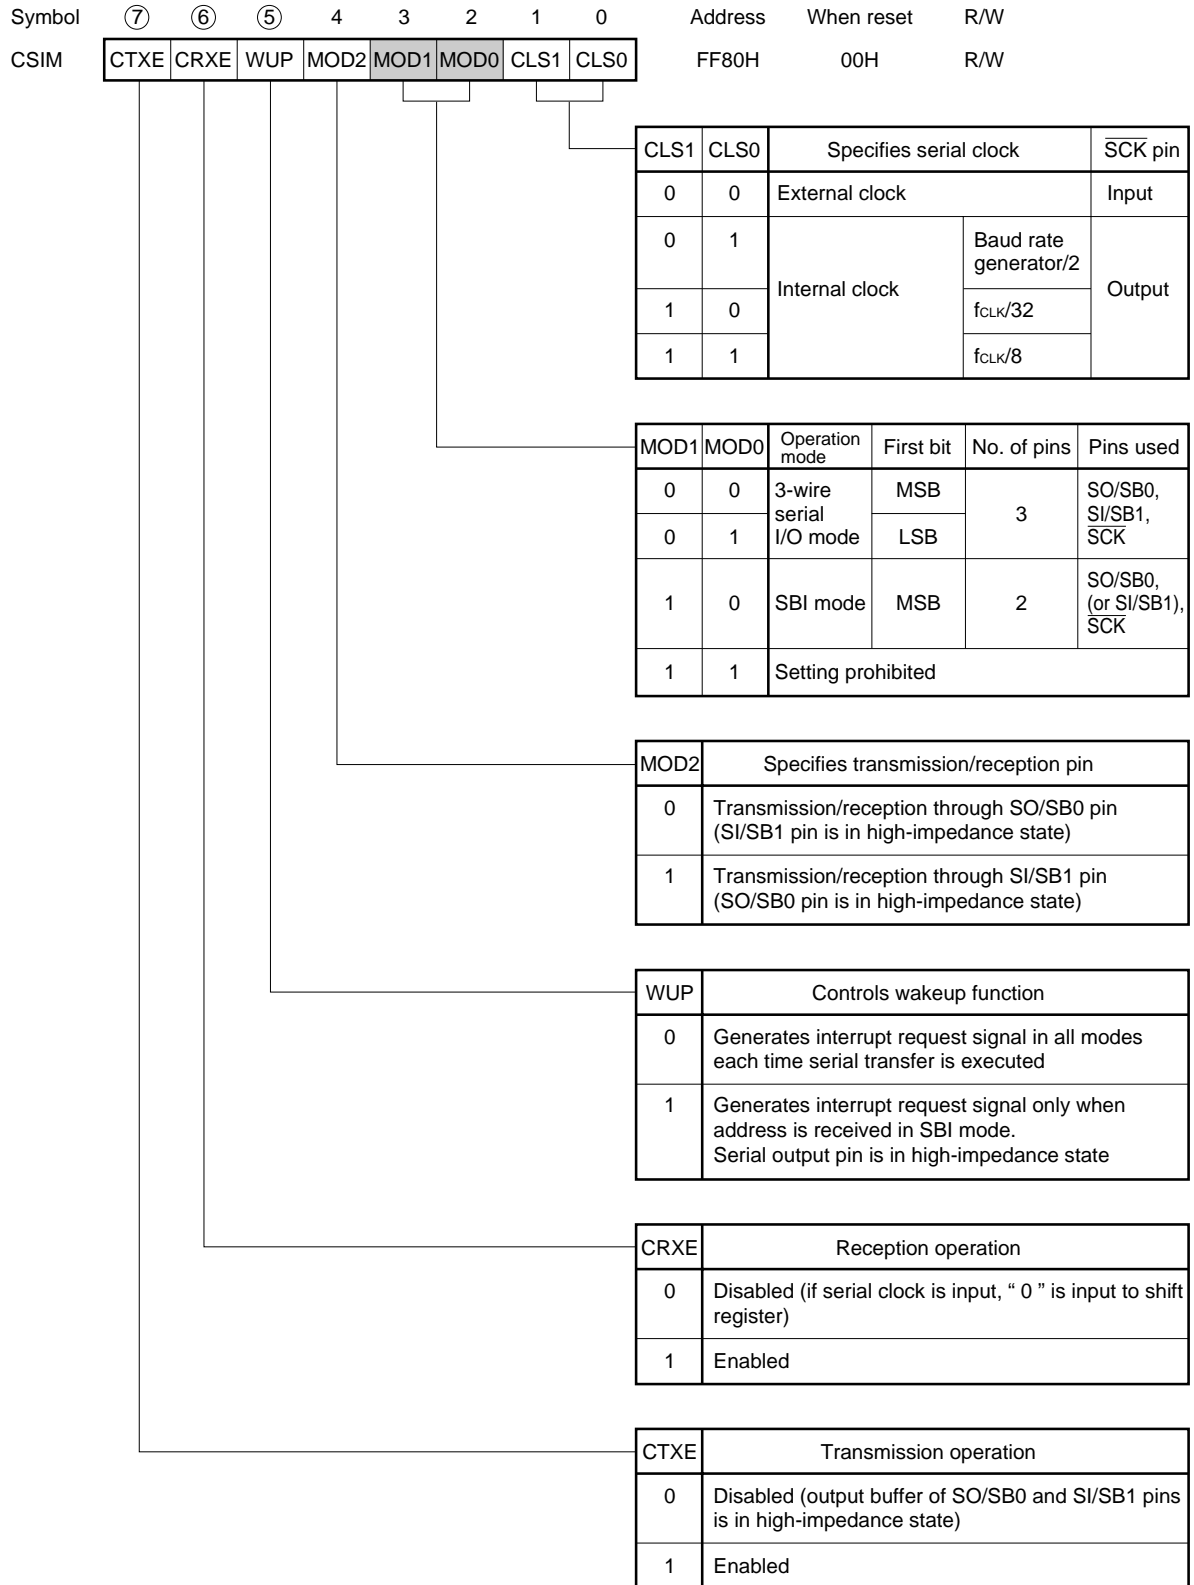 Symbol ⑦ ⑥ ⑤ 4 3 2 1 0 Address When reset R/W
CSIM CTXE CRXE WUP MOD2 MOD1 MOD0 CLS1 CLS0 FF80H 00H R/W
CLS1 CLS0 Specifies serial clock SCK pin
0 0 External clock Input
0 1 Internal clock Baud rate
generator/2 Output
1 0 fCLK/32
1 1 fCLK/8
MOD1 MOD0 Operation
mode First bit No. of pins Pins used
0 0 3-wire
serial
I/O mode MSB 3 SO/SB0,
SI/SB1,
SCK
0 1 LSB
1 0 SBI mode MSB 2 SO/SB0,
(or SI/SB1),
SCK
1 1 Setting prohibited
MOD2 Specifies transmission/reception pin
0 Transmission/reception through SO/SB0 pin
(SI/SB1 pin is in high-impedance state)
1 Transmission/reception through SI/SB1 pin
(SO/SB0 pin is in high-impedance state)
WUP Controls wakeup function
0 Generates interrupt request signal in all modes
each time serial transfer is executed
1 Generates interrupt request signal only when
address is received in SBI mode.
Serial output pin is in high-impedance state
CRXE Reception operation
0 Disabled (if serial clock is input, “ 0 ” is input to shift
register)
1 Enabled
CTXE Transmission operation
0 Disabled (output buffer of SO/SB0 and SI/SB1 pins
is in high-impedance state)
1 Enabled